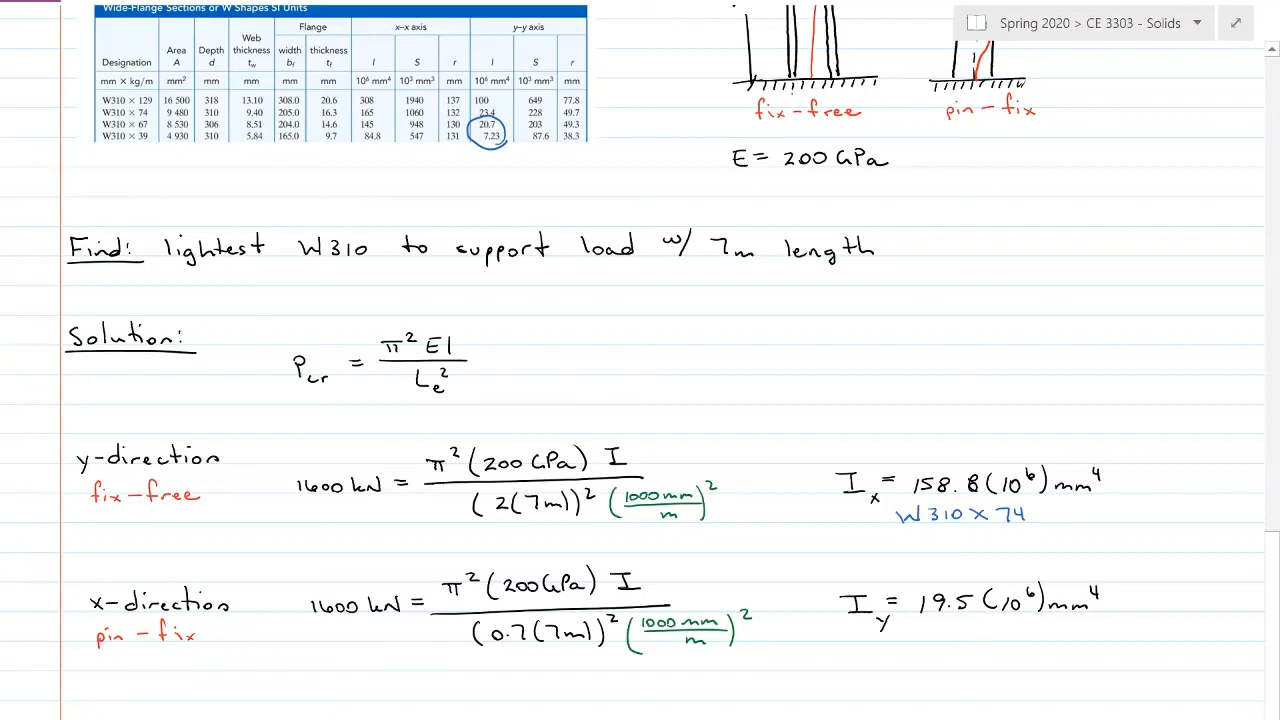 Wide-Flange Sections or W Shapes SI Units
Flange x–x axis y–y axis
Designation Area A Depth d Web thickness tw width bf thickness tf I S r I S r
mm × kg/m mm² mm mm mm mm 10⁶ mm⁴ 10³ mm³ mm 10⁶ mm⁴ 10³ mm³ mm
W310 × 129 16 500 318 13.10 308.0 20.6 308 1940 137 100 649 77.8
W310 × 74 9 480 310 9.40 205.0 16.3 165 1060 132 23.4 228 49.7
W310 × 67 8 530 306 8.51 204.0 14.6 145 948 130 20.7 203 49.3
W310 × 39 4 930 310 5.84 165.0 9.7 84.8 547 131 7.23 87.6 38.3
Spring 2020 > CE 3303 - Solids
fix-free
pin-fix
E = 200 GPa
Find: lightest W310 to support load w/ 7m length
Solution:
Pcr = π² EI / Le²
y-direction
fix-free
1600 kN = π² (200 GPa) I / (2(7m))² (1000 mm / m)²
Ix = 158.8 (10⁶) mm⁴
W310 × 74
x-direction
pin-fix
1600 kN = π² (200 GPa) I / (0.7(7m))² (1000 mm / m)²
Iy = 19.5 (10⁶) mm⁴